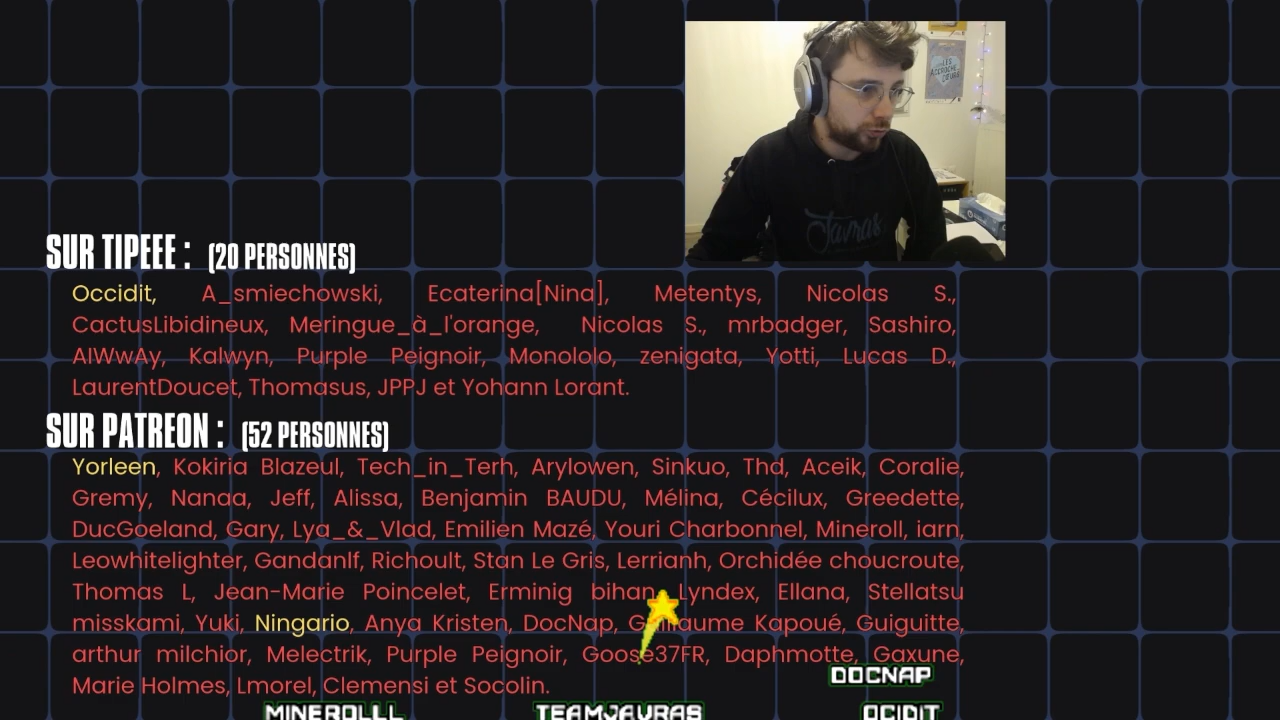 LES
ACCROCHE
CŒURS
Javras
SUR TIPEEE : (20 PERSONNES)
Occidit, A_smiechowski, Ecaterina[Nina], Metentys, Nicolas S.,
CactusLibidineux, Meringue_à_l'orange, Nicolas S., mrbadger, Sashiro,
AlWwAy, Kalwyn, Purple Peignoir, Monololo, zenigata, Yotti, Lucas D.,
LaurentDoucet, Thomasus, JPPJ et Yohann Lorant.
SUR PATREON : (52 PERSONNES)
Yorleen, Kokiria Blazeul, Tech_in_Terh, Arylowen, Sinkuo, Thd, Aceik, Coralie,
Gremy, Nanaa, Jeff, Alissa, Benjamin BAUDU, Mélina, Cécilux, Greedette,
DucGoeland, Gary, Lya_&_Vlad, Emilien Mazé, Youri Charbonnel, Mineroll, iarn,
Leowhitelighter, Gandanlf, Richoult, Stan Le Gris, Lerrianh, Orchidée choucroute,
Thomas L, Jean-Marie Poincelet, Erminig bihan, Lyndex, Ellana, Stellatsu
misskami, Yuki, Ningario, Anya Kristen, DocNap, Guillaume Kapoué, Guiguitte,
arthur milchior, Melectrik, Purple Peignoir, Goose37FR, Daphmotte, Gaxune,
Marie Holmes, Lmorel, Clemensi et Socolin.
DOCNAP
MINEROLLL TEAMJAVRAS OCIDIT